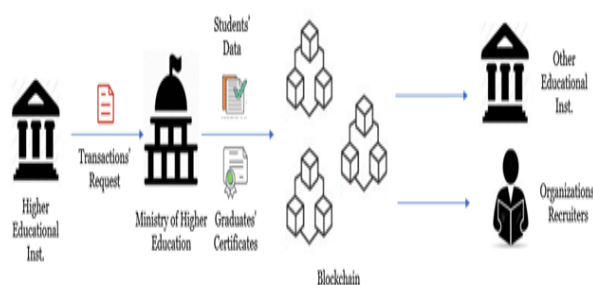 Students'
Data
Other
Educational
Inst.
Transactions'
Request
Higher
Educational
Inst.
Ministry of Higher
Education
Graduates'
Certificates
Organizations
Recruiters
Blockchain